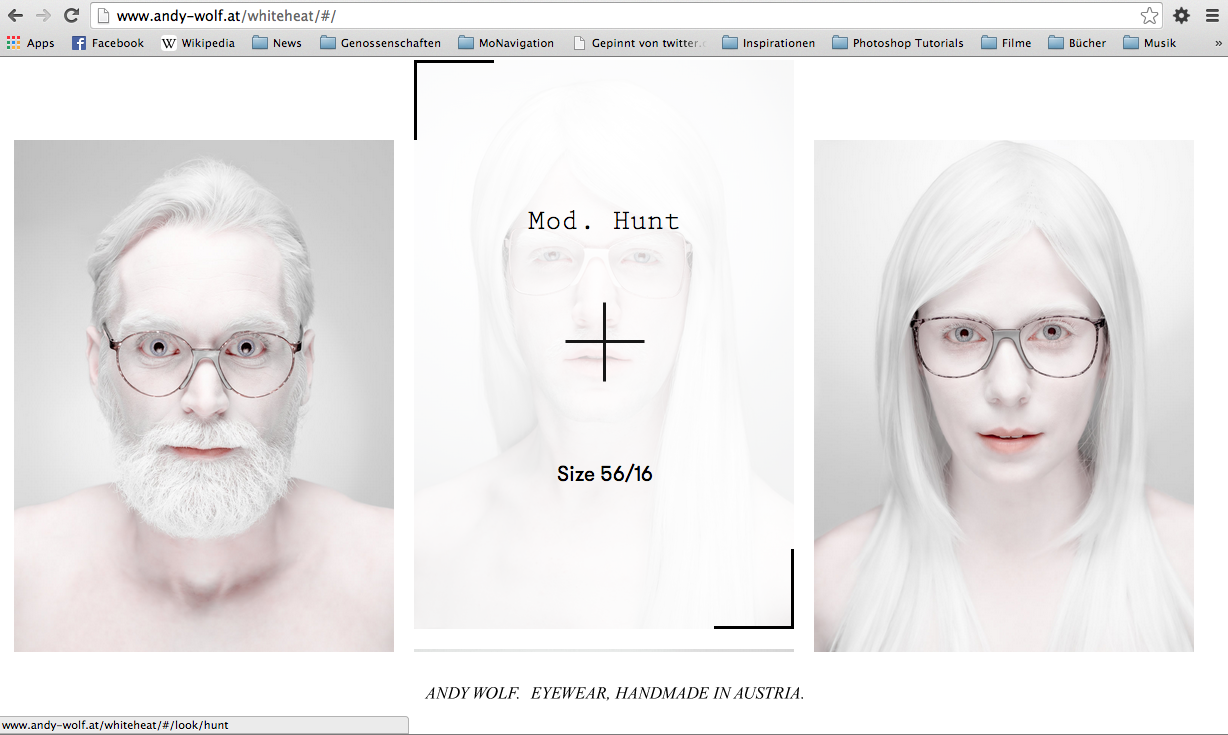 www.andy-wolf.at/whiteheat/#/
Apps Facebook W Wikipedia News Genossenschaften MoNavigation Gepinnt von twitter. Inspirationen Photoshop Tutorials Filme Bücher Musik »
Mod. Hunt
Size 56/16
ANDY WOLF. EYEWEAR, HANDMADE IN AUSTRIA.
www.andy-wolf.at/whiteheat/#/look/hunt